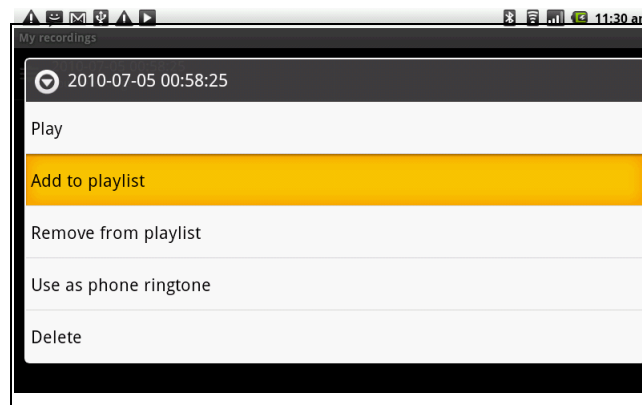 11:30 am
My recordings
2010-07-05 00:58:25
Play
Add to playlist
Remove from playlist
Use as phone ringtone
Delete